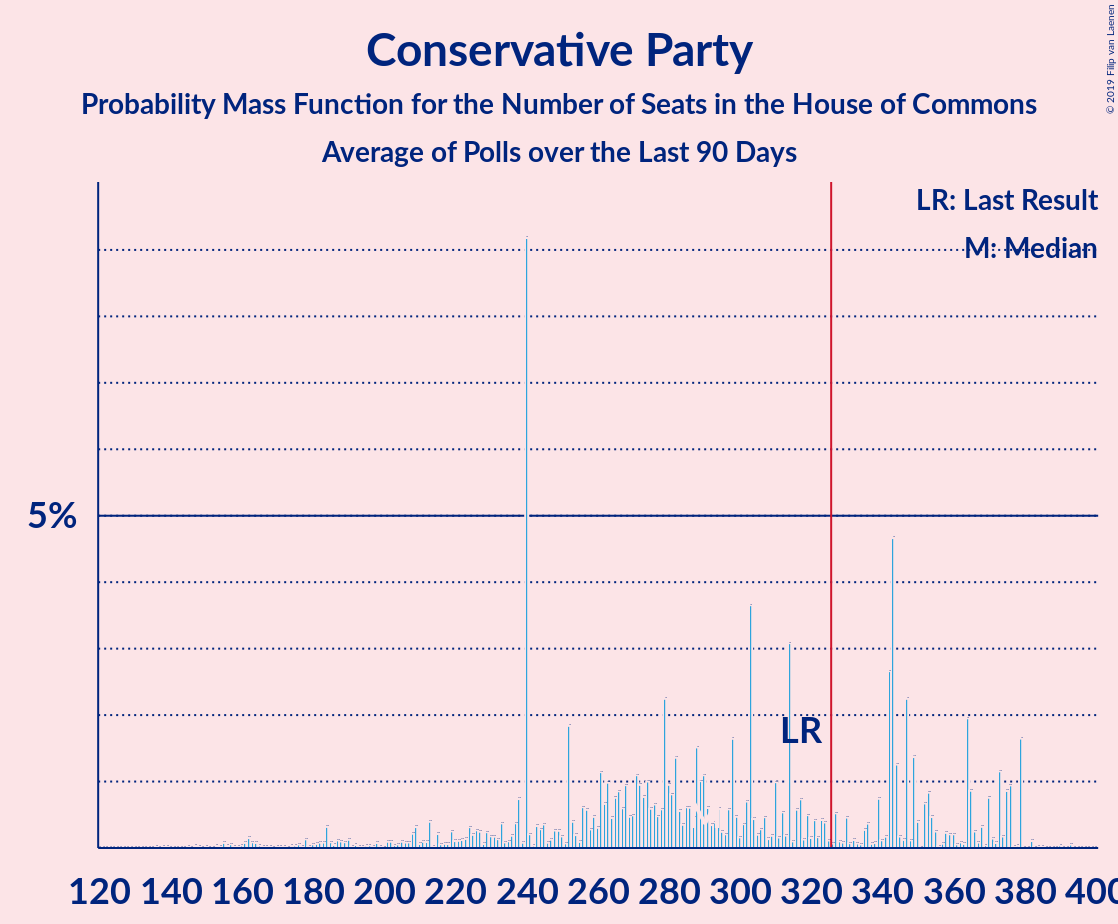 Conservative Party
Probability Mass Function for the Number of Seats in the House of Commons
Average of Polls over the Last 90 Days
© 2019 Filip van Laenen
LR: Last Result
M: Median
5%
LR
120 140 160 180 200 220 240 260 280 300 320 340 360 380 400